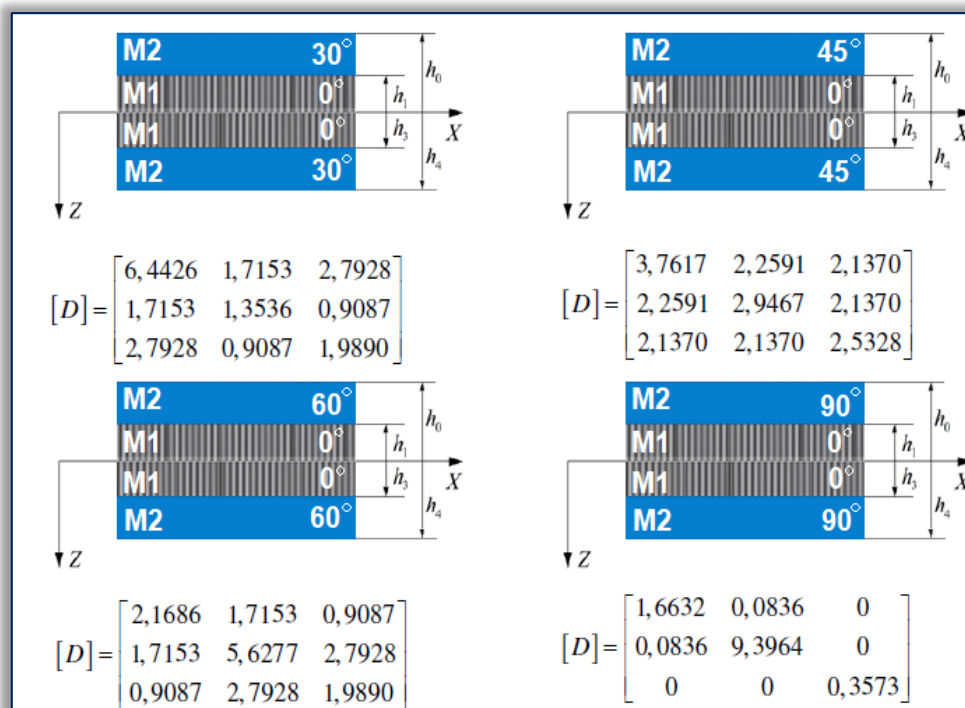 M2 30°
h₀
M1 0° h₁
M1 0° h₃ X
M2 30° h₄
Z
[D] = [6,4426 1,7153 2,7928
1,7153 1,3536 0,9087
2,7928 0,9087 1,9890]
M2 45°
h₀
M1 0° h₁
M1 0° h₃ X
M2 45° h₄
Z
[D] = [3,7617 2,2591 2,1370
2,2591 2,9467 2,1370
2,1370 2,1370 2,5328]
M2 60°
h₀
M1 0° h₁
M1 0° h₃ X
M2 60° h₄
Z
[D] = [2,1686 1,7153 0,9087
1,7153 5,6277 2,7928
0,9087 2,7928 1,9890]
M2 90°
h₀
M1 0° h₁
M1 0° h₃ X
M2 90° h₄
Z
[D] = [1,6632 0,0836 0
0,0836 9,3964 0
0 0 0,3573]